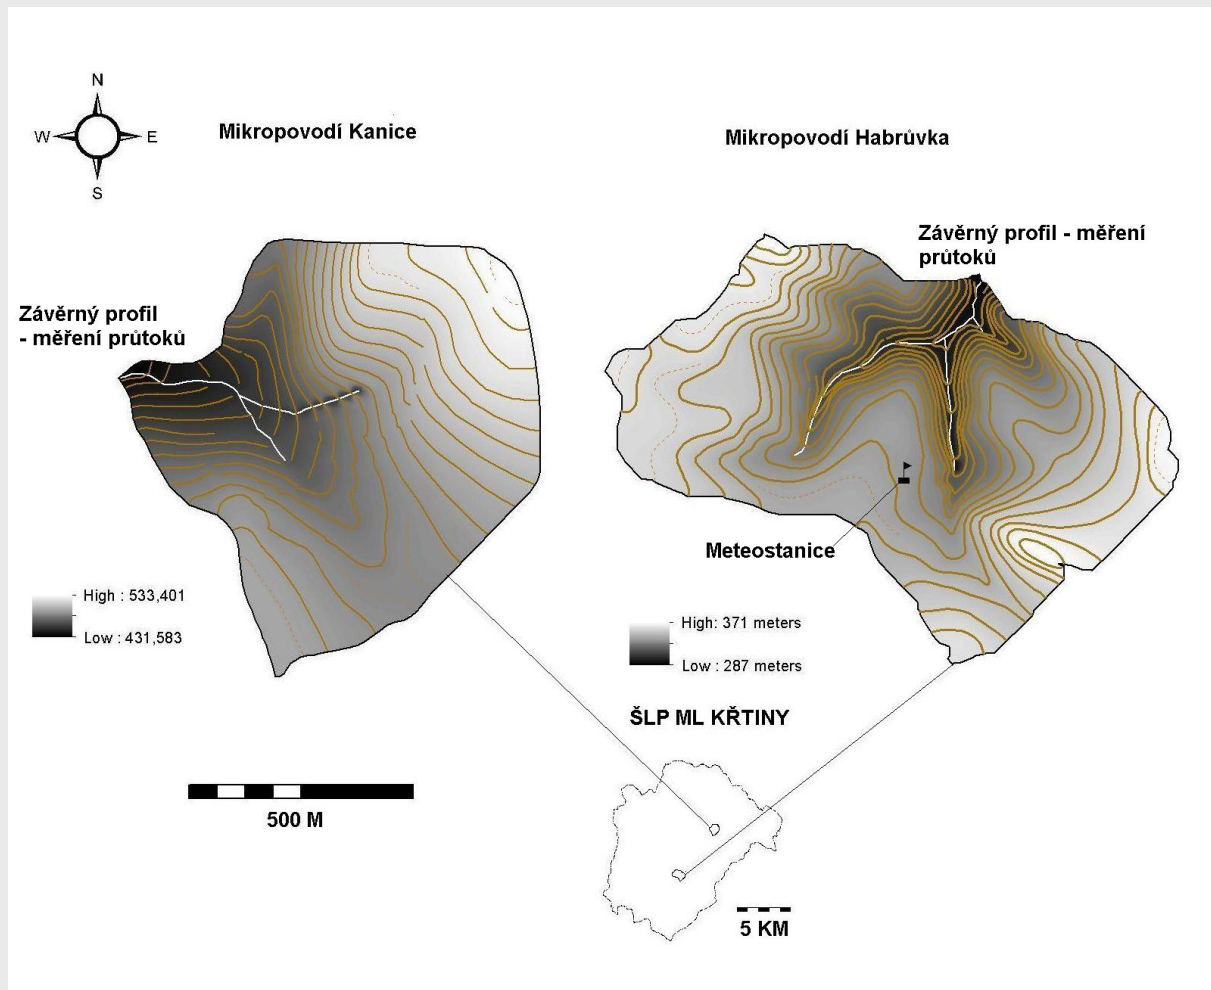 N
W
E
S
Mikropovodí Kanice
Mikropovodí Habrůvka
Závěrný profil - měření
průtoků
Závěrný profil
- měření průtoků
Meteostanice
High : 533,401
Low : 431,583
High: 371 meters
Low : 287 meters
ŠLP ML KŘTINY
500 M
5 KM